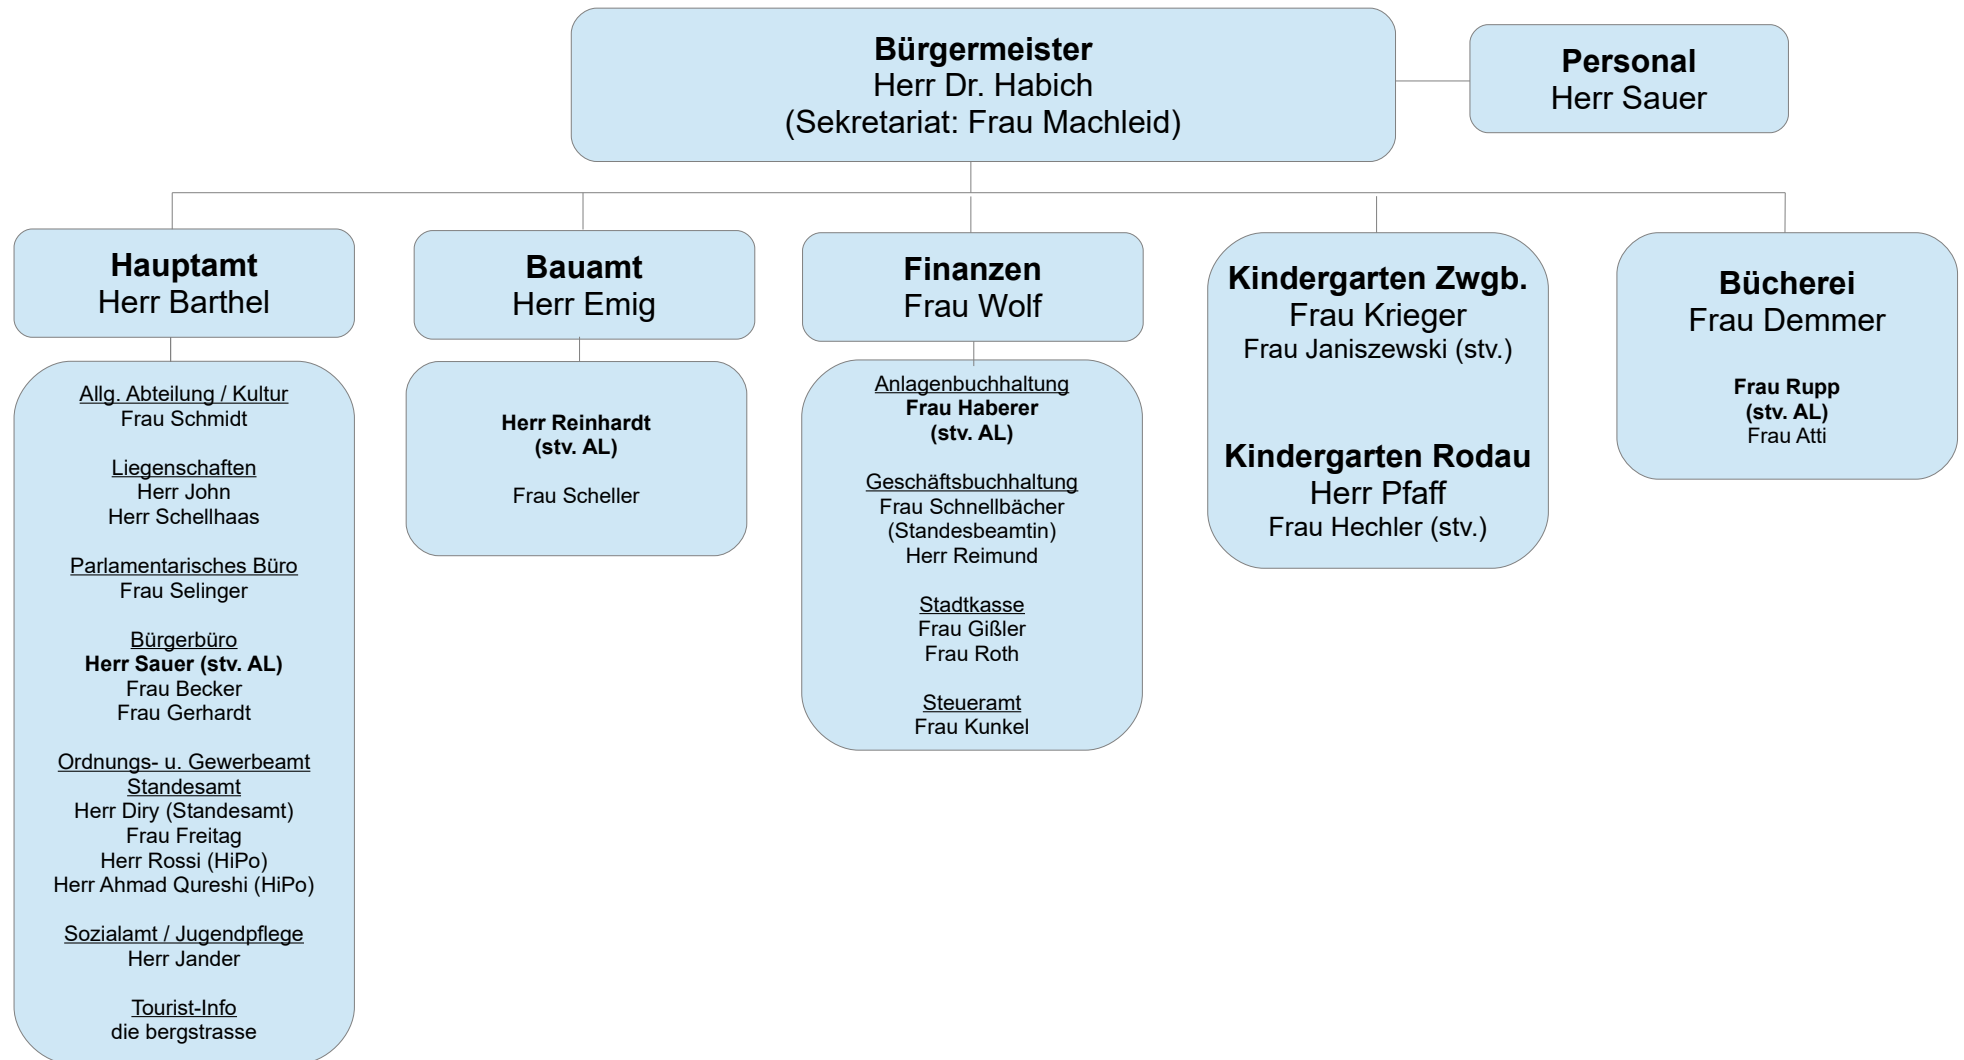 Bürgermeister
Herr Dr. Habich
(Sekretariat: Frau Machleid)
Personal
Herr Sauer
Hauptamt
Herr Barthel
Allg. Abteilung / Kultur
Frau Schmidt
Liegenschaften
Herr John
Herr Schellhaas
Parlamentarisches Büro
Frau Selinger
Bürgerbüro
Herr Sauer (stv. AL)
Frau Becker
Frau Gerhardt
Ordnungs- u. Gewerbeamt
Standesamt
Herr Diry (Standesamt)
Frau Freitag
Herr Rossi (HiPo)
Herr Ahmad Qureshi (HiPo)
Sozialamt / Jugendpflege
Herr Jander
Tourist-Info
die bergstrasse
Bauamt
Herr Emig
Herr Reinhardt
(stv. AL)
Frau Scheller
Finanzen
Frau Wolf
Anlagenbuchhaltung
Frau Haberer
(stv. AL)
Geschäftsbuchhaltung
Frau Schnellbächer
(Standesbeamtin)
Herr Reimund
Stadtkasse
Frau Gißler
Frau Roth
Steueramt
Frau Kunkel
Kindergarten Zwgb.
Frau Krieger
Frau Janiszewski (stv.)
Kindergarten Rodau
Herr Pfaff
Frau Hechler (stv.)
Bücherei
Frau Demmer
Frau Rupp
(stv. AL)
Frau Atti